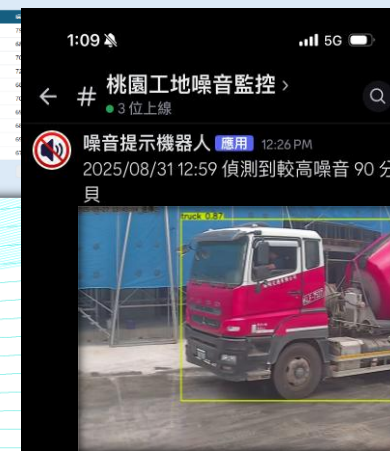 1:09
5G
# 桃園工地噪音監控 ›
3 位上線
噪音提示機器人 應用 12:26 PM
2025/08/31 12:59 偵測到較高噪音 90 分
貝
truck 0.87